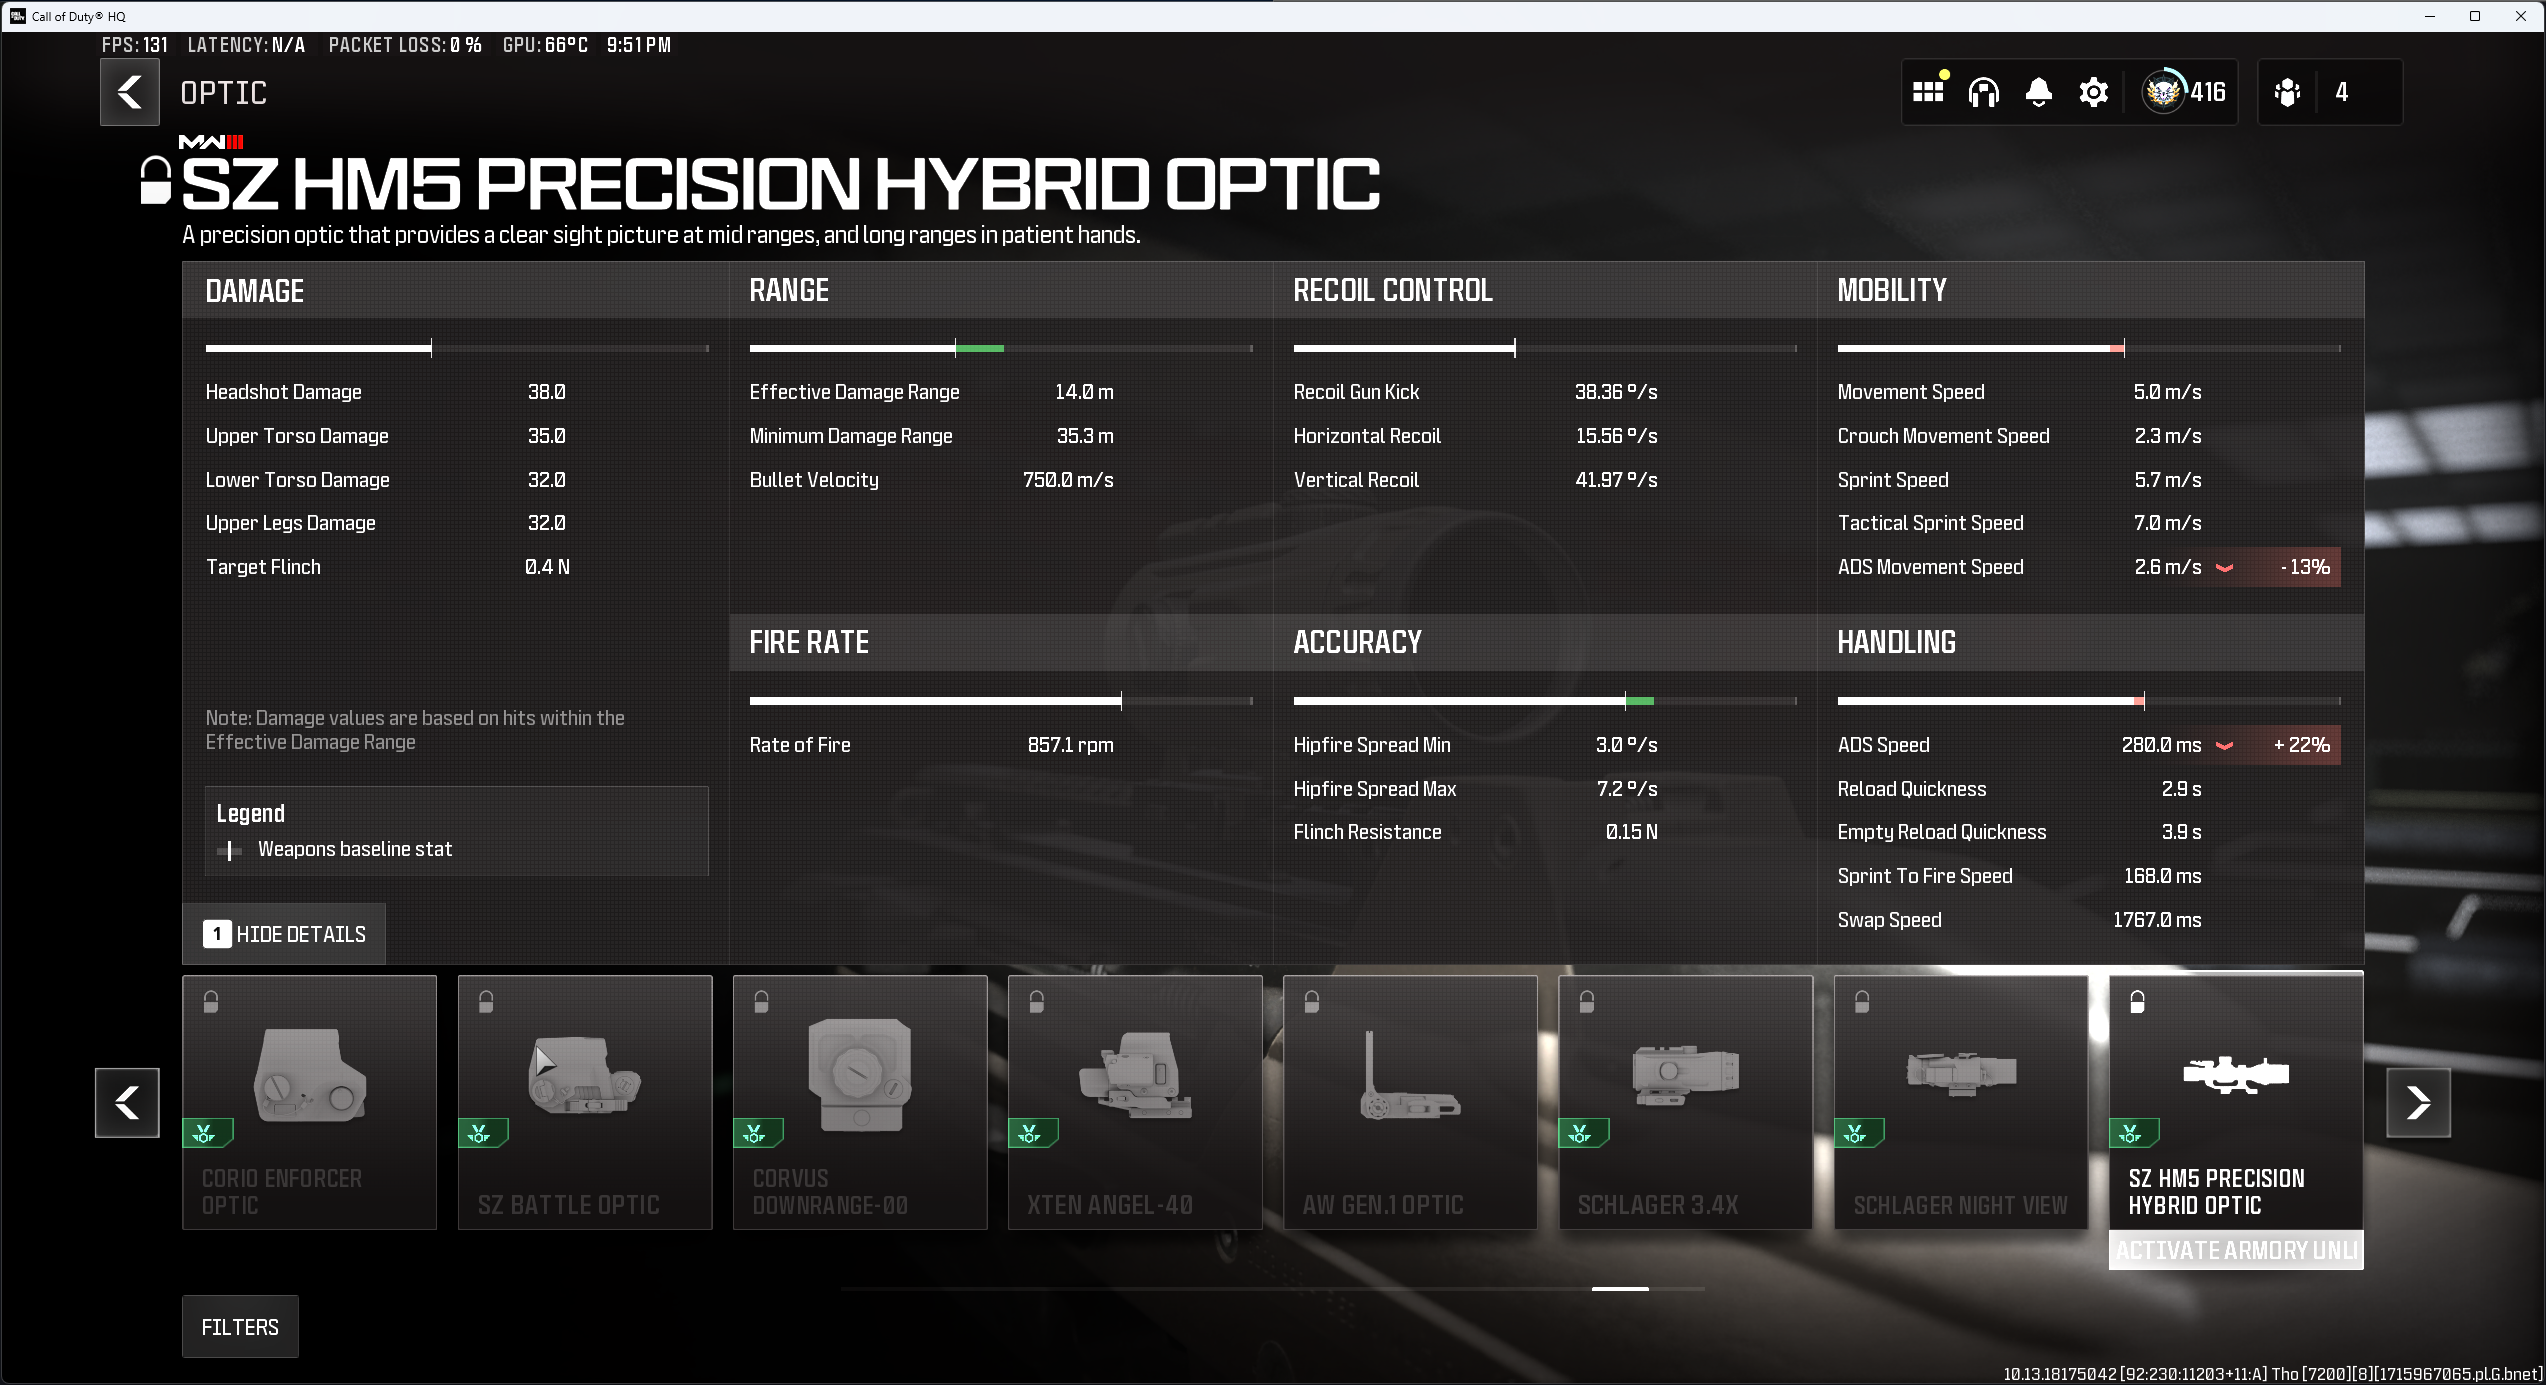 Call of Duty® HQ
FPS: 131 LATENCY: N/A PACKET LOSS: 0 % GPU: 66°C 9:51 PM
OPTIC
416
4
MWIII
SZ HM5 PRECISION HYBRID OPTIC
A precision optic that provides a clear sight picture at mid ranges, and long ranges in patient hands.
DAMAGE
Headshot Damage 38.0
Upper Torso Damage 35.0
Lower Torso Damage 32.0
Upper Legs Damage 32.0
Target Flinch 0.4 N
Note: Damage values are based on hits within the
Effective Damage Range
Legend
Weapons baseline stat
1 HIDE DETAILS
RANGE
Effective Damage Range 14.0 m
Minimum Damage Range 35.3 m
Bullet Velocity 750.0 m/s
FIRE RATE
Rate of Fire 857.1 rpm
RECOIL CONTROL
Recoil Gun Kick 38.36 º/s
Horizontal Recoil 15.56 º/s
Vertical Recoil 41.97 º/s
ACCURACY
Hipfire Spread Min 3.0 º/s
Hipfire Spread Max 7.2 º/s
Flinch Resistance 0.15 N
MOBILITY
Movement Speed 5.0 m/s
Crouch Movement Speed 2.3 m/s
Sprint Speed 5.7 m/s
Tactical Sprint Speed 7.0 m/s
ADS Movement Speed 2.6 m/s - 13%
HANDLING
ADS Speed 280.0 ms + 22%
Reload Quickness 2.9 s
Empty Reload Quickness 3.9 s
Sprint To Fire Speed 168.0 ms
Swap Speed 1767.0 ms
CORIO ENFORCER
OPTIC
SZ BATTLE OPTIC
CORVUS
DOWNRANGE-00
XTEN ANGEL-40
AW GEN.1 OPTIC
SCHLAGER 3.4X
SCHLAGER NIGHT VIEW
SZ HM5 PRECISION
HYBRID OPTIC
ACTIVATE ARMORY UNL
FILTERS
10.13.18175042 [92:230:11203+11:A] Tho [7200][8][1715967065.pl.G.bnet]